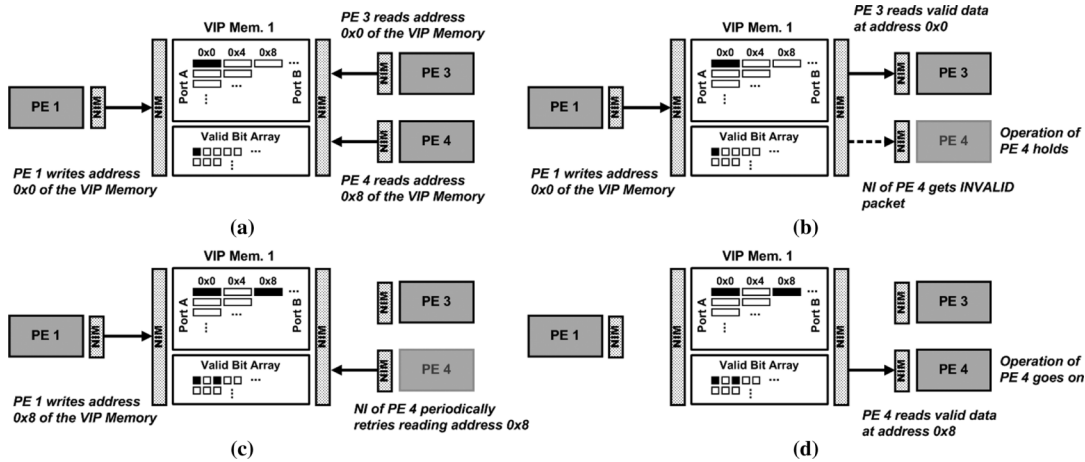 VIP Mem. 1
PE 3 reads address
0x0 of the VIP Memory
0x0 0x4 0x8
...
Port A
Port B
...
⋮
NIM
NIM
NIM
PE 3
PE 1
NIM
Valid Bit Array
...
⋮
NIM
PE 4
PE 1 writes address
0x0 of the VIP Memory
PE 4 reads address
0x8 of the VIP Memory
(a)
VIP Mem. 1
PE 3 reads valid data
at address 0x0
0x0 0x4 0x8
...
Port A
Port B
...
⋮
NIM
NIM
NIM
PE 3
PE 1
NIM
Valid Bit Array
...
⋮
NIM
PE 4
Operation of
PE 4 holds
PE 1 writes address
0x0 of the VIP Memory
NI of PE 4 gets INVALID
packet
(b)
VIP Mem. 1
0x0 0x4 0x8
...
Port A
Port B
...
⋮
NIM
NIM
NIM
PE 3
PE 1
NIM
Valid Bit Array
...
⋮
NIM
PE 4
PE 1 writes address
0x8 of the VIP Memory
NI of PE 4 periodically
retries reading address 0x8
(c)
VIP Mem. 1
0x0 0x4 0x8
...
Port A
Port B
...
⋮
NIM
NIM
NIM
PE 3
PE 1
NIM
Valid Bit Array
...
⋮
NIM
PE 4
Operation of
PE 4 goes on
PE 4 reads valid data
at address 0x8
(d)